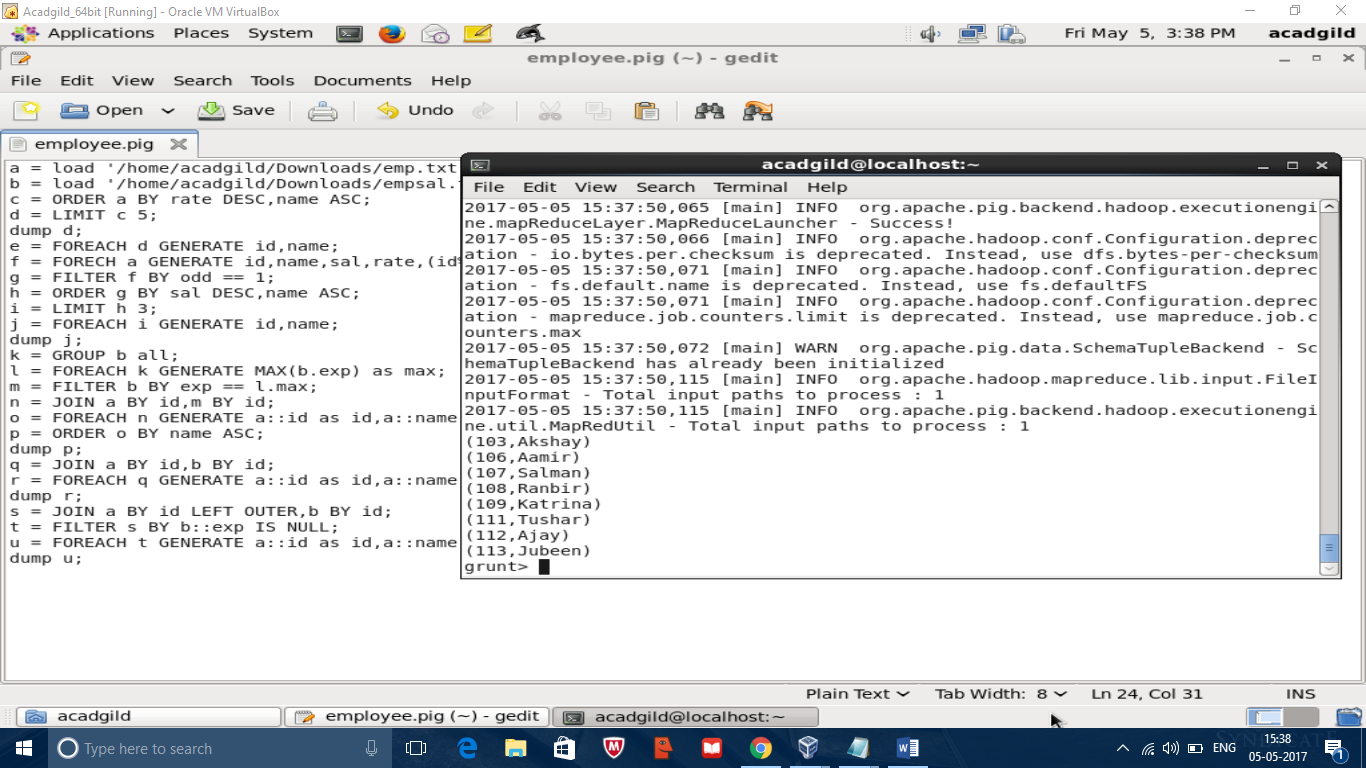 Acadgild_64bit [Running] - Oracle VM VirtualBox
Applications Places System Fri May 5, 3:38 PM acadgild
employee.pig (~) - gedit
File Edit View Search Tools Documents Help
Open Save Undo
employee.pig
a = load '/home/acadgild/Downloads/emp.txt
b = load '/home/acadgild/Downloads/empsal.
c = ORDER a BY rate DESC,name ASC;
d = LIMIT c 5;
dump d;
e = FOREACH d GENERATE id,name;
f = FORECH a GENERATE id,name,sal,rate,(id%
g = FILTER f BY odd == 1;
h = ORDER g BY sal DESC,name ASC;
i = LIMIT h 3;
j = FOREACH i GENERATE id,name;
dump j;
k = GROUP b all;
l = FOREACH k GENERATE MAX(b.exp) as max;
m = FILTER b BY exp == l.max;
n = JOIN a BY id,m BY id;
o = FOREACH n GENERATE a::id as id,a::name
p = ORDER o BY name ASC;
dump p;
q = JOIN a BY id,b BY id;
r = FOREACH q GENERATE a::id as id,a::name
dump r;
s = JOIN a BY id LEFT OUTER,b BY id;
t = FILTER s BY b::exp IS NULL;
u = FOREACH t GENERATE a::id as id,a::name
dump u;
acadgild@localhost:~
File Edit View Search Terminal Help
2017-05-05 15:37:50,065 [main] INFO  org.apache.pig.backend.hadoop.executionengi
ne.mapReduceLayer.MapReduceLauncher - Success!
2017-05-05 15:37:50,066 [main] INFO  org.apache.hadoop.conf.Configuration.deprec
ation - io.bytes.per.checksum is deprecated. Instead, use dfs.bytes-per-checksum
2017-05-05 15:37:50,071 [main] INFO  org.apache.hadoop.conf.Configuration.deprec
ation - fs.default.name is deprecated. Instead, use fs.defaultFS
2017-05-05 15:37:50,071 [main] INFO  org.apache.hadoop.conf.Configuration.deprec
ation - mapreduce.job.counters.limit is deprecated. Instead, use mapreduce.job.c
ounters.max
2017-05-05 15:37:50,072 [main] WARN  org.apache.pig.data.SchemaTupleBackend - Sc
hemaTupleBackend has already been initialized
2017-05-05 15:37:50,115 [main] INFO  org.apache.hadoop.mapreduce.lib.input.FileI
nputFormat - Total input paths to process : 1
2017-05-05 15:37:50,115 [main] INFO  org.apache.pig.backend.hadoop.executionengi
ne.util.MapRedUtil - Total input paths to process : 1
(103,Akshay)
(106,Aamir)
(107,Salman)
(108,Ranbir)
(109,Katrina)
(111,Tushar)
(112,Ajay)
(113,Jubeen)
grunt>
Plain Text Tab Width: 8 Ln 24, Col 31 INS
acadgild employee.pig (~) - gedit acadgild@localhost:~
Type here to search ENG 15:38
05-05-2017 1